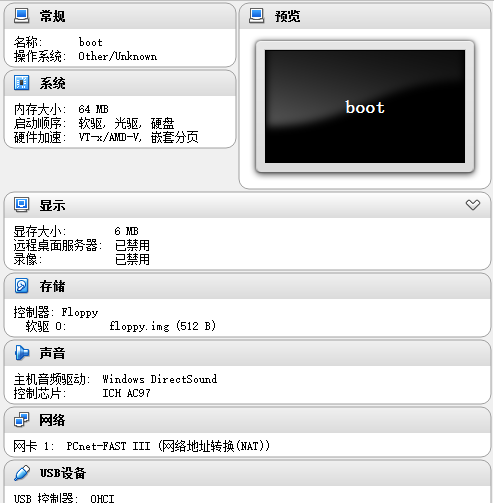 常规
名称: boot
操作系统: Other/Unknown
系统
内存大小: 64 MB
启动顺序: 软驱, 光驱, 硬盘
硬件加速: VT-x/AMD-V, 嵌套分页
预览
boot
显示
显存大小: 6 MB
远程桌面服务器: 已禁用
录像: 已禁用
存储
控制器: Floppy
软驱 0: floppy.img (512 B)
声音
主机音频驱动: Windows DirectSound
控制芯片: ICH AC97
网络
网卡 1: PCnet-FAST III (网络地址转换(NAT))
USB设备
USB 控制器: OHCI